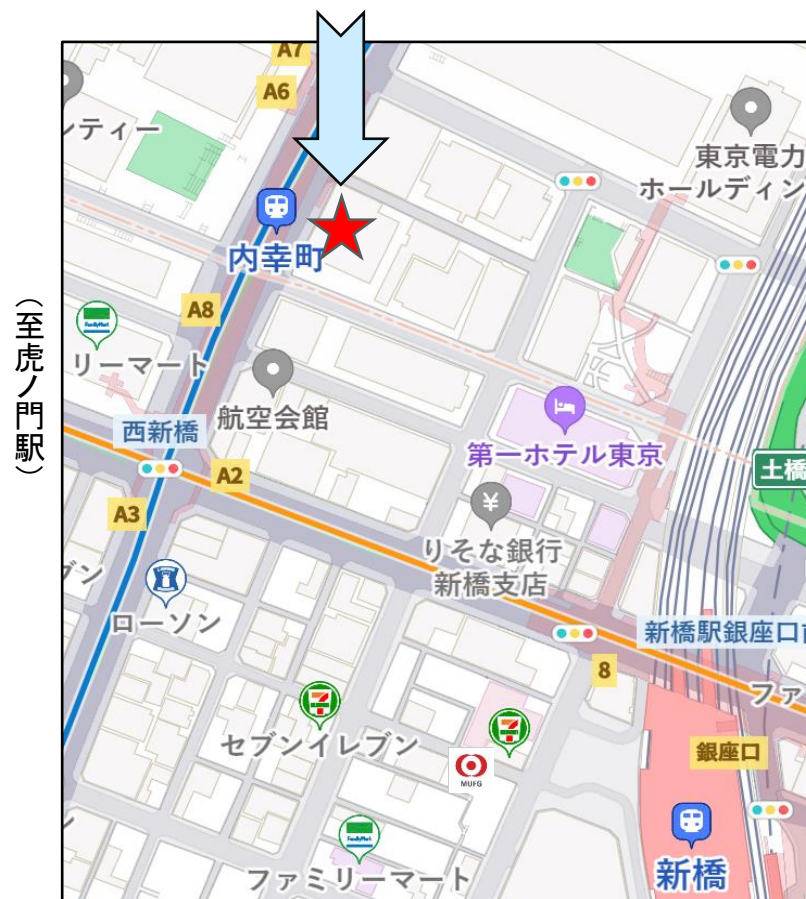 A7
A6
ンティー
東京電力
ホールディン
内幸町
(至虎ノ門駅)
A8
FamilyMart
リーマート
航空会館
西新橋
第一ホテル東京
土橋
A2
A3
¥
りそな銀行
新橋支店
ブン
ローソン
新橋駅銀座口前
8
ファ
セブンイレブン
銀座口
MUFG
FamilyMart
ファミリーマート
新橋
ン